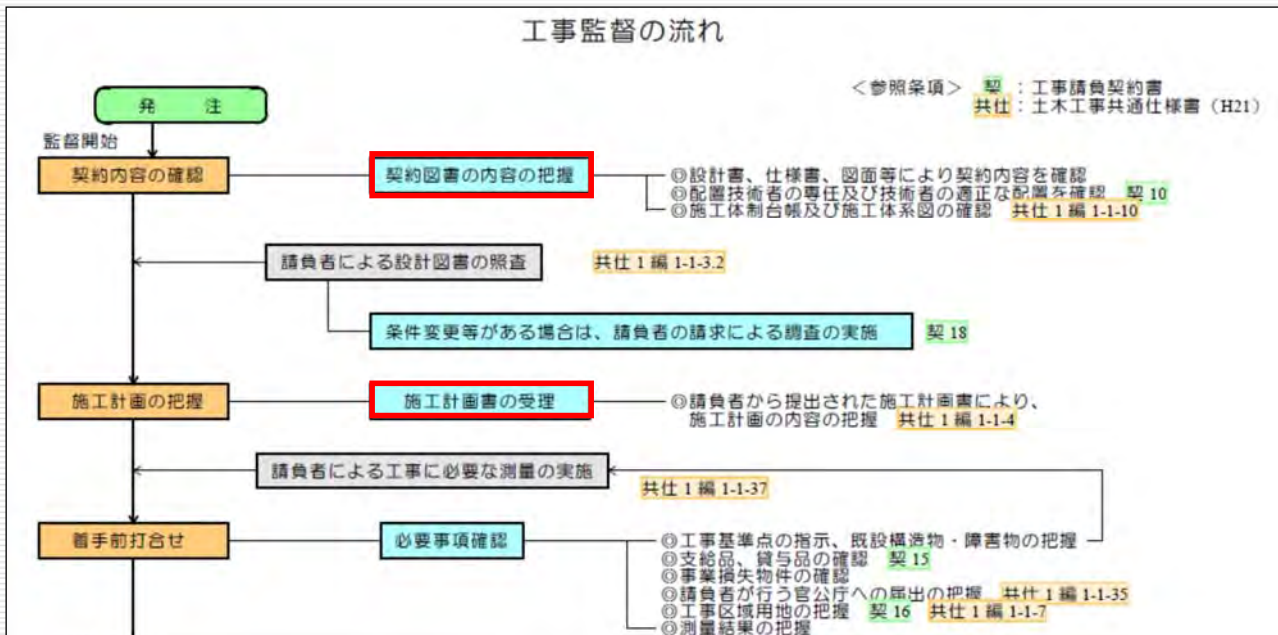 工事監督の流れ
＜参照条項＞ 契 ：工事請負契約書
共仕：土木工事共通仕様書（H21）
発 注
監督開始
契約内容の確認
契約図書の内容の把握
◎設計書、仕様書、図面等により契約内容を確認
◎配置技術者の専任及び技術者の適正な配置を確認 契 10
◎施工体制台帳及び施工体系図の確認 共仕 1 編 1-1-10
請負者による設計図書の照査
共仕 1 編 1-1-3.2
条件変更等がある場合は、請負者の請求による調査の実施
契 18
施工計画の把握
施工計画書の受理
◎請負者から提出された施工計画書により、
施工計画の内容の把握 共仕 1 編 1-1-4
請負者による工事に必要な測量の実施
共仕 1 編 1-1-37
着手前打合せ
必要事項確認
◎工事基準点の指示、既設構造物・障害物の把握
◎支給品、貸与品の確認 契 15
◎事業損失物件の確認
◎請負者が行う官公庁への届出の把握 共仕 1 編 1-1-35
◎工事区域用地の把握 契 16 共仕 1 編 1-1-7
◎測量結果の把握